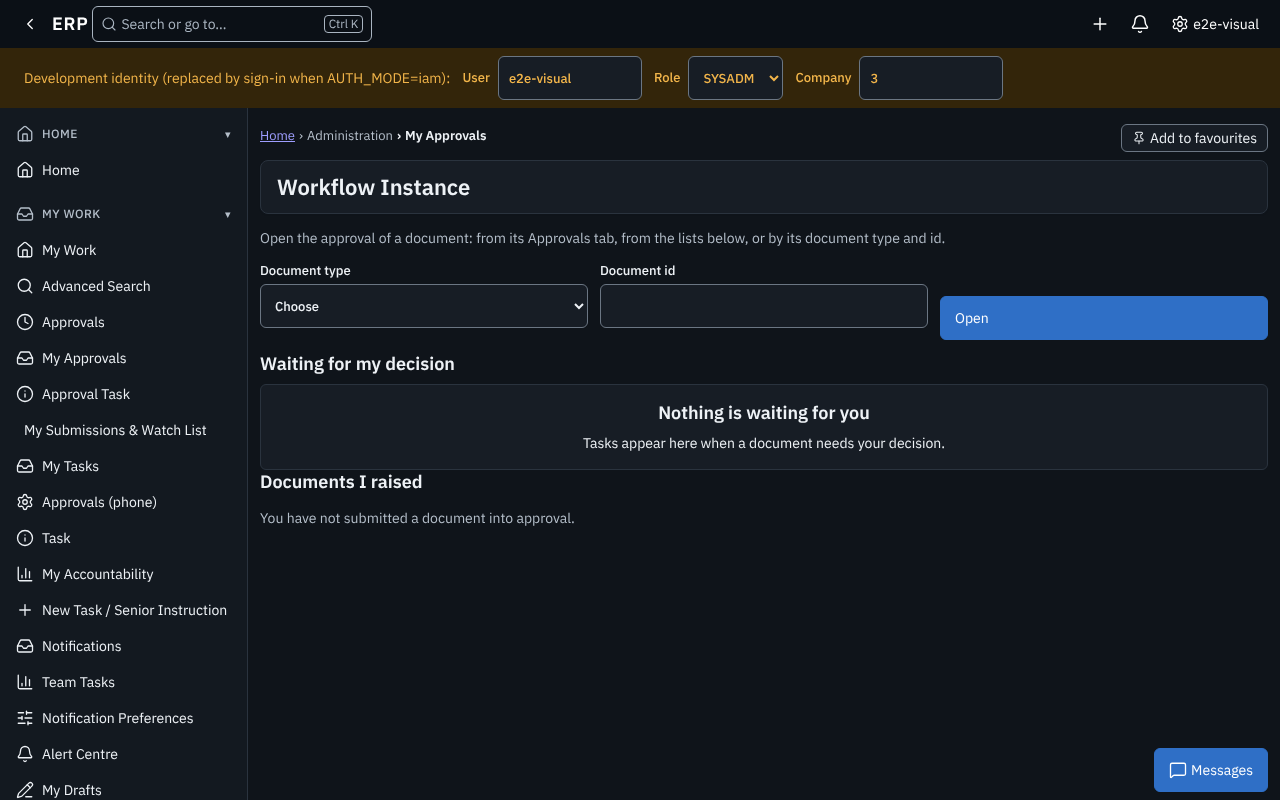 ERP
Search or go to...
Ctrl K
e2e-visual
Development identity (replaced by sign-in when AUTH_MODE=iam):
User
e2e-visual
Role
SYSADM
Company
3
HOME
Home
MY WORK
My Work
Advanced Search
Approvals
My Approvals
Approval Task
My Submissions & Watch List
My Tasks
Approvals (phone)
Task
My Accountability
New Task / Senior Instruction
Notifications
Team Tasks
Notification Preferences
Alert Centre
My Drafts
Home › Administration › My Approvals
Add to favourites
Workflow Instance
Open the approval of a document: from its Approvals tab, from the lists below, or by its document type and id.
Document type
Choose
Document id
Open
Waiting for my decision
Nothing is waiting for you
Tasks appear here when a document needs your decision.
Documents I raised
You have not submitted a document into approval.
Messages